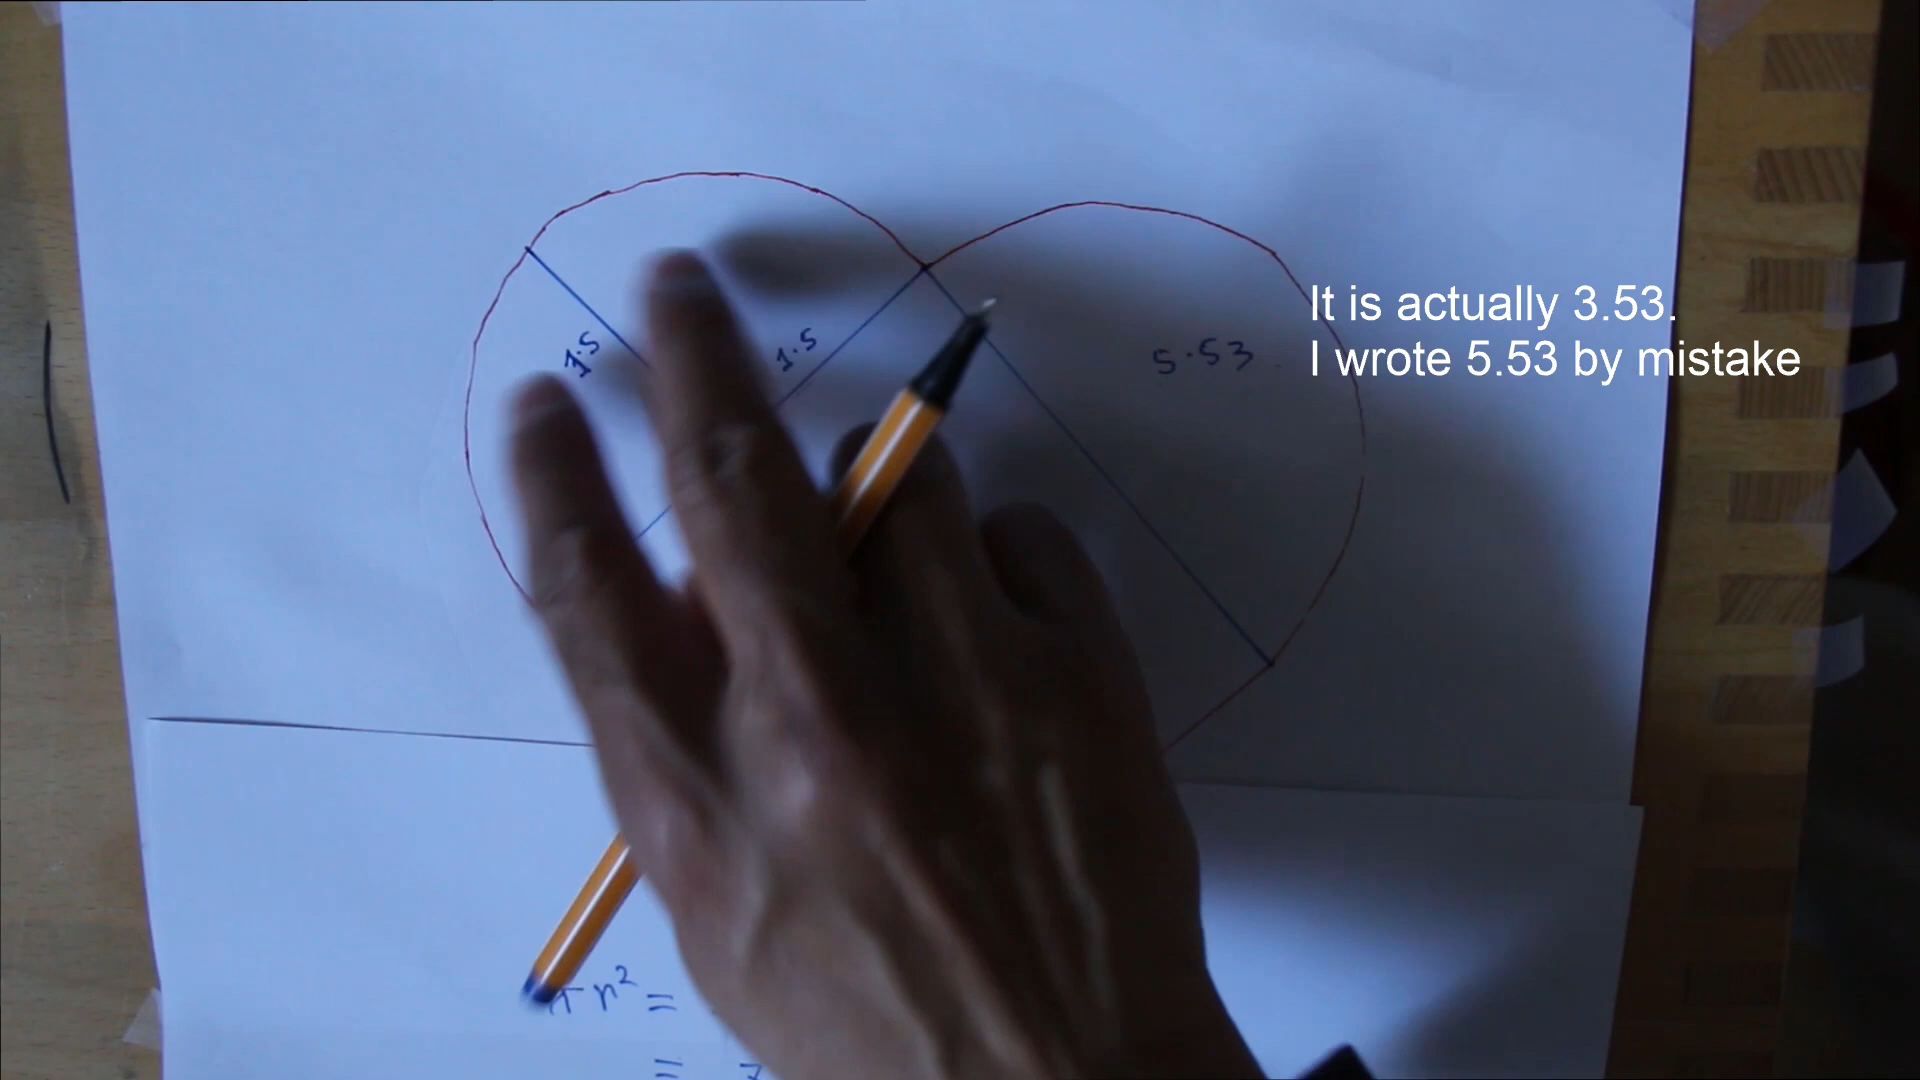 It is actually 3.53.
I wrote 5.53 by mistake
1.5
1.5
5.53
πr² =
=